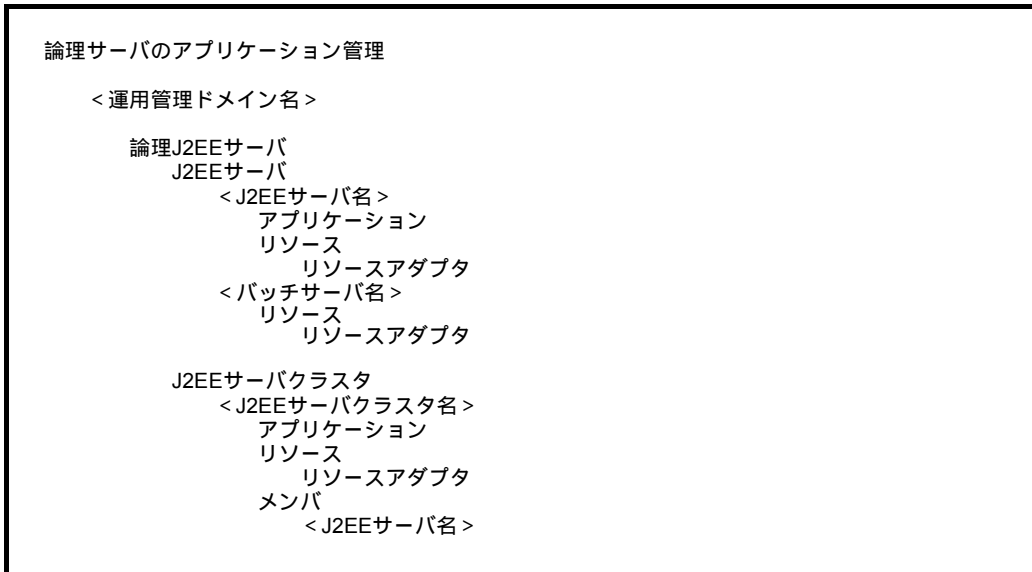 論理サーバのアプリケーション管理
<運用管理ドメイン名>
論理J2EEサーバ
J2EEサーバ
<J2EEサーバ名>
アプリケーション
リソース
リソースアダプタ
<バッチサーバ名>
リソース
リソースアダプタ
J2EEサーバクラスタ
<J2EEサーバクラスタ名>
アプリケーション
リソース
リソースアダプタ
メンバ
<J2EEサーバ名>